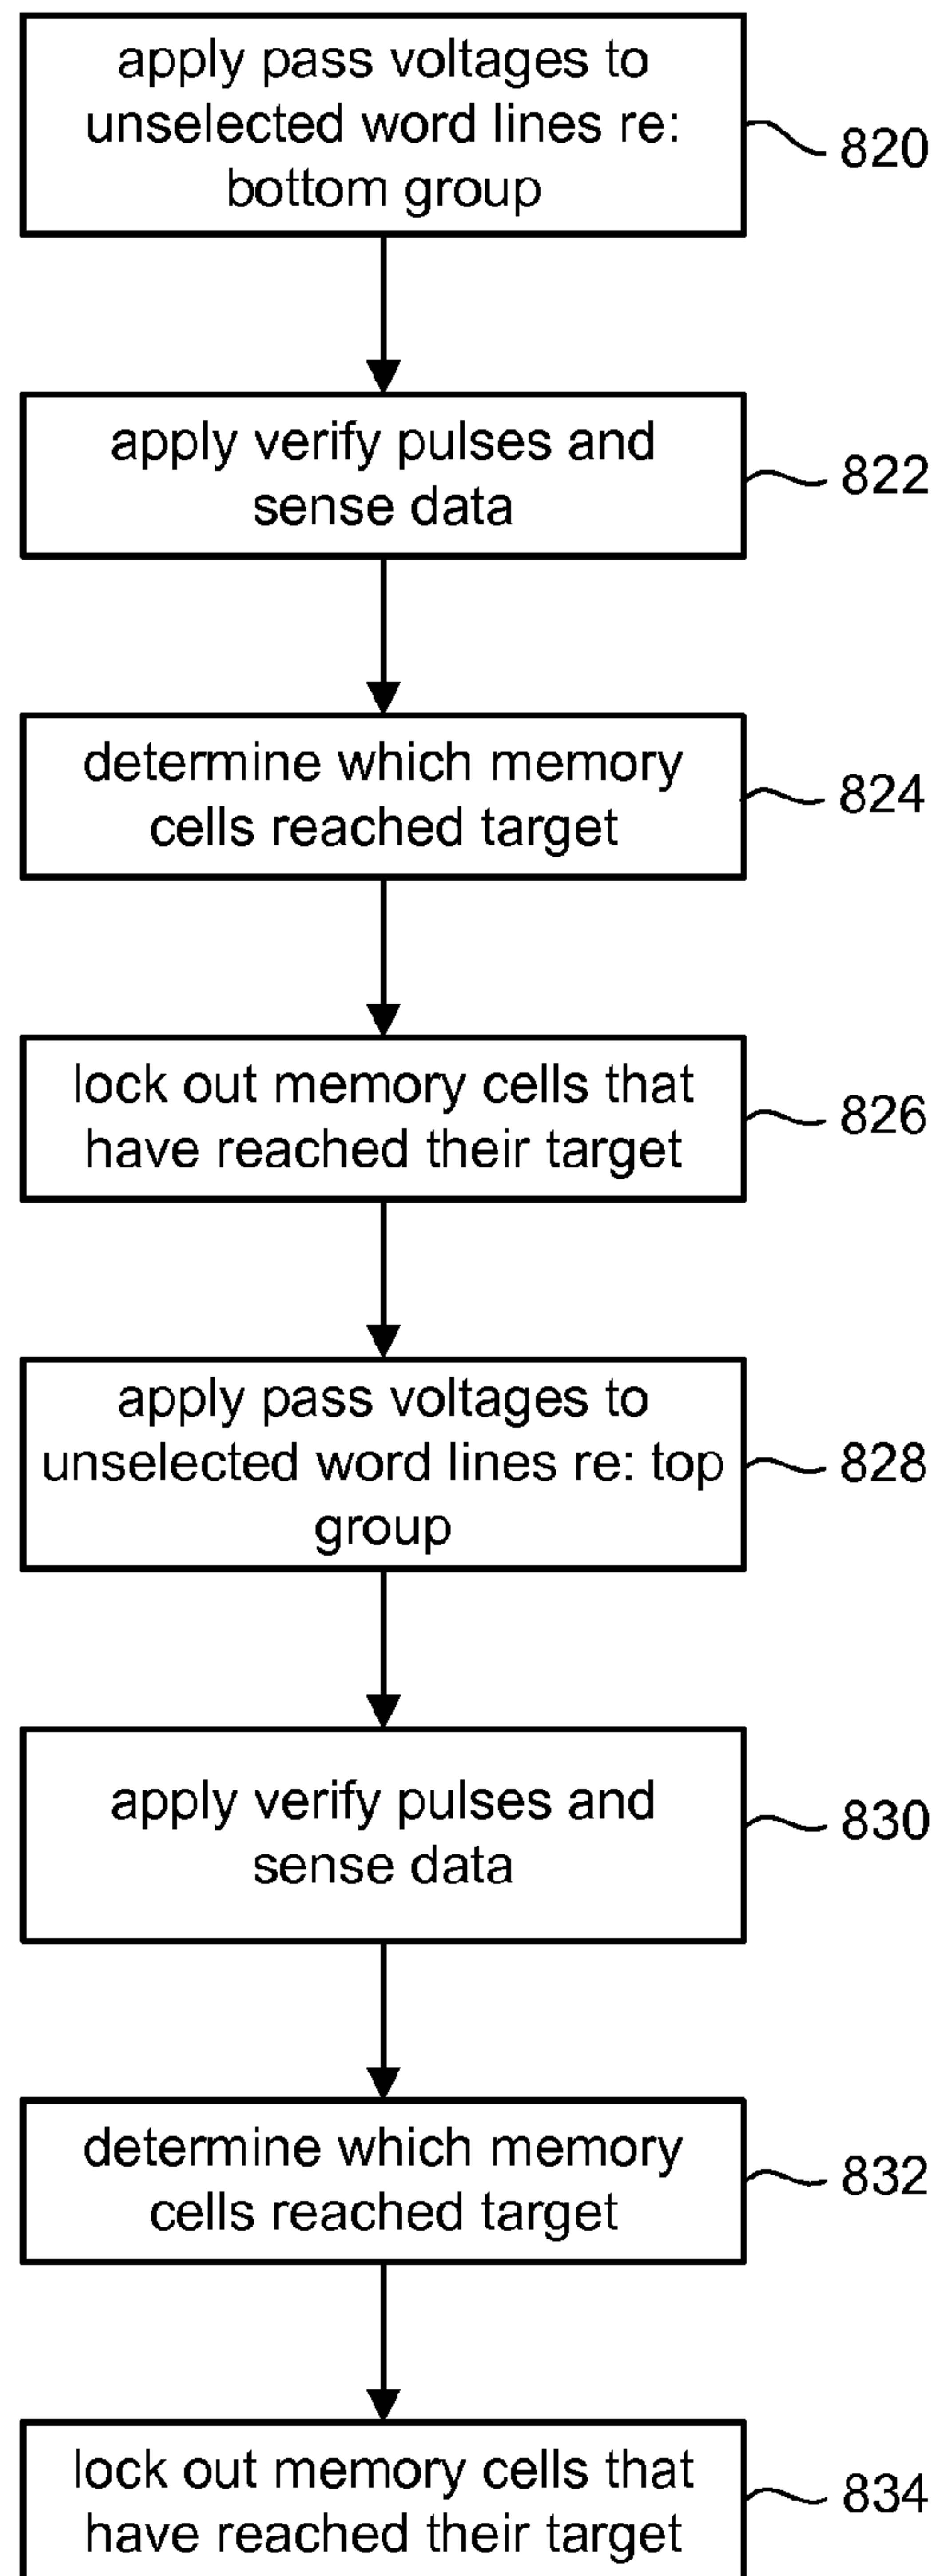 apply pass voltages to
unselected word lines re:
bottom group
820
apply verify pulses and
sense data
822
determine which memory
cells reached target
824
lock out memory cells that
have reached their target
826
apply pass voltages to
unselected word lines re: top
group
828
apply verify pulses and
sense data
830
determine which memory
cells reached target
832
lock out memory cells that
have reached their target
834